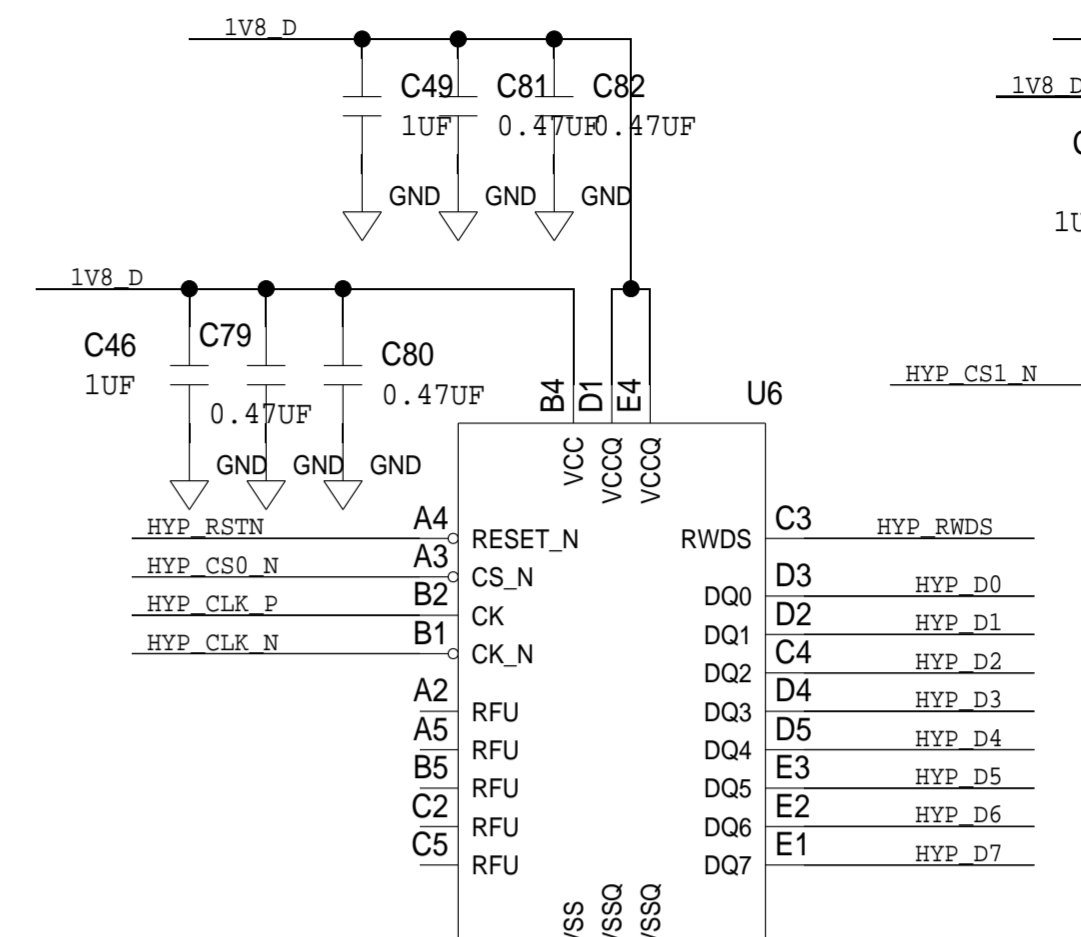 1V8_D
C49 C81 C82
1UF 0.47UF 0.47UF
GND GND GND
1V8_D
1V8_D
C46 C79 C80
1UF 0.47UF 0.47UF
GND GND GND
B4 D1 E4
U6
VCC VCCQ VCCQ
HYP_CS1_N
HYP_RSTN A4 RESET_N
HYP_CS0_N A3 CS_N
HYP_CLK_P B2 CK
HYP_CLK_N B1 CK_N
A2 RFU
A5 RFU
B5 RFU
C2 RFU
C5 RFU
RWDS C3 HYP_RWDS
DQ0 D3 HYP_D0
DQ1 D2 HYP_D1
DQ2 C4 HYP_D2
DQ3 D4 HYP_D3
DQ4 D5 HYP_D4
DQ5 E3 HYP_D5
DQ6 E2 HYP_D6
DQ7 E1 HYP_D7
VSS VSSQ VSSQ